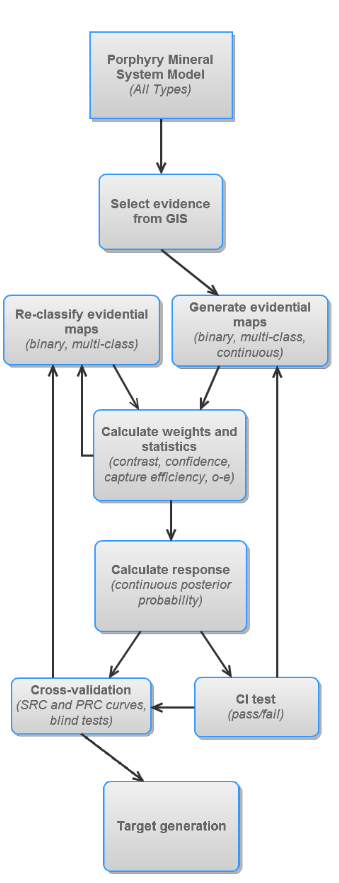 Porphyry Mineral
System Model
(All Types)
Select evidence
from GIS
Re-classify evidential
maps
(binary, multi-class)
Generate evidential
maps
(binary, multi-class,
continuous)
Calculate weights and
statistics
(contrast, confidence,
capture efficiency, o-e)
Calculate response
(continuous posterior
probability)
Cross-validation
(SRC and PRC curves,
blind tests)
CI test
(pass/fail)
Target generation